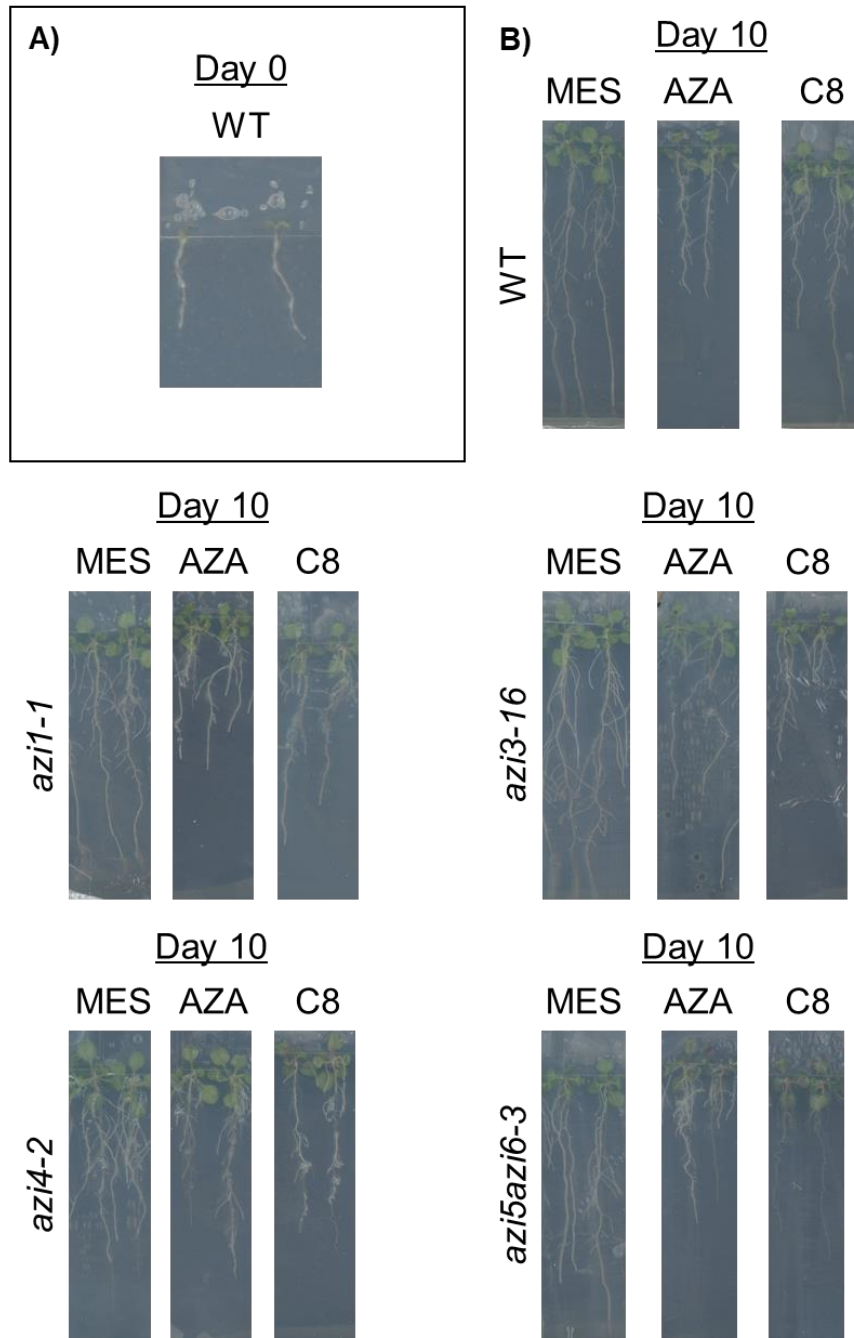 A)
Day 0
WT
B)
Day 10
MES AZA C8
WT
Day 10
MES AZA C8
azi1-1
Day 10
MES AZA C8
azi3-16
Day 10
MES AZA C8
azi4-2
Day 10
MES AZA C8
azi5azi6-3